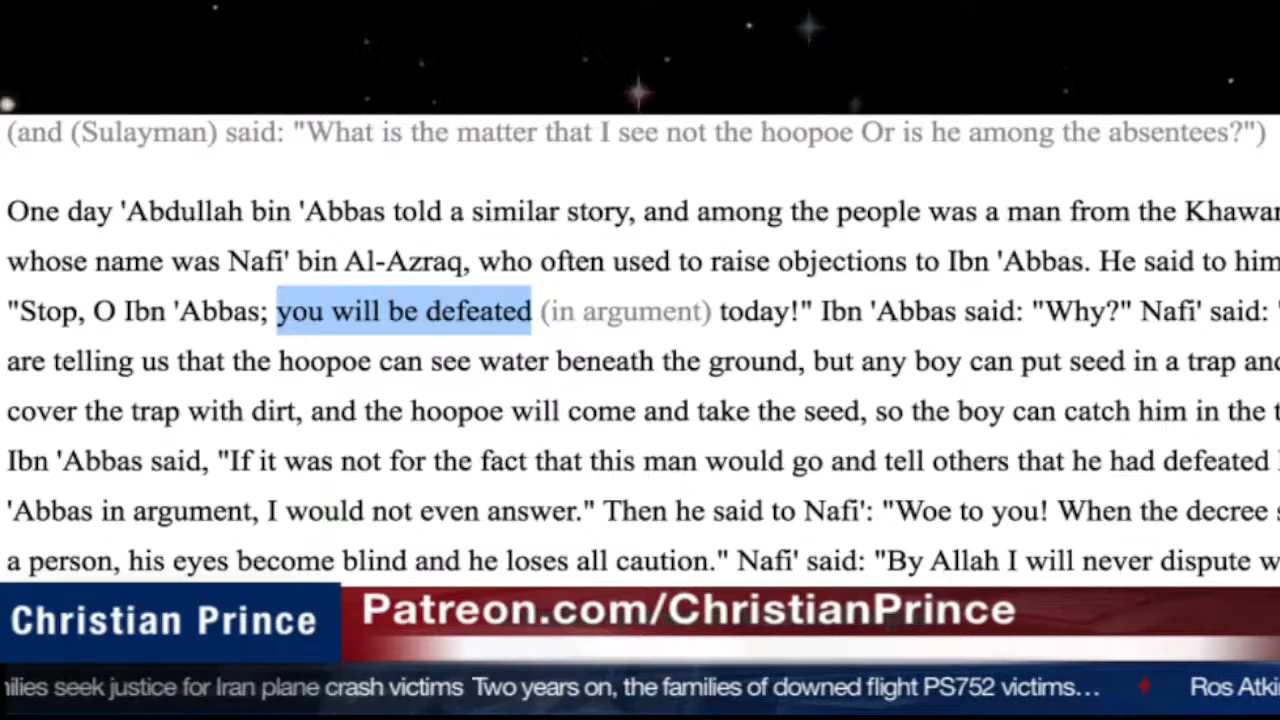 (and (Sulayman) said: "What is the matter that I see not the hoopoe Or is he among the absentees?")
One day 'Abdullah bin 'Abbas told a similar story, and among the people was a man from the
whose name was Nafi' bin Al-Azraq, who often used to raise objections to Ibn 'Abbas. He said to him
"Stop, O Ibn 'Abbas; you will be defeated (in argument) today!" Ibn 'Abbas said: "Why?" Nafi' said:
are telling us that the hoopoe can see water beneath the ground, but any boy can put seed in a trap and
cover the trap with dirt, and the hoopoe will come and take the seed, so the boy can catch him in the
Ibn 'Abbas said, "If it was not for the fact that this man would go and tell others that he had defeated
'Abbas in argument, I would not even answer." Then he said to Nafi': "Woe to you! When the decree
a person, his eyes become blind and he loses all caution." Nafi' said: "By Allah I will never dispute
Christian Prince
Patreon.com/ChristianPrince
seek justice for Iran plane crash victims Two years on, the families of downed flight PS752 victims... Ros